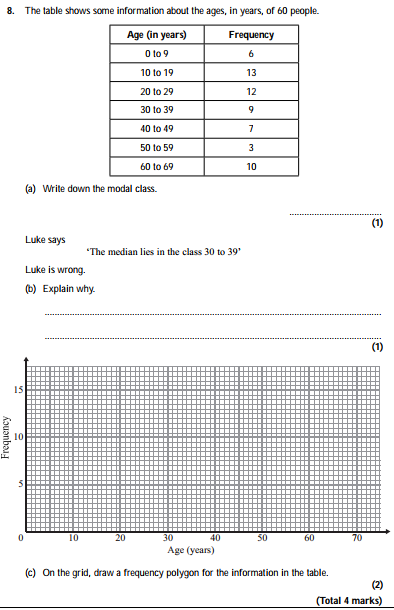 8. The table shows some information about the ages, in years, of 60 people.
Age (in years) Frequency
0 to 9 6
10 to 19 13
20 to 29 12
30 to 39 9
40 to 49 7
50 to 59 3
60 to 69 10
(a) Write down the modal class.
(1)
Luke says
‘The median lies in the class 30 to 39’
Luke is wrong.
(b) Explain why.
(1)
Frequency
15
10
5
0 10 20 30 40 50 60 70
Age (years)
(c) On the grid, draw a frequency polygon for the information in the table.
(2)
(Total 4 marks)